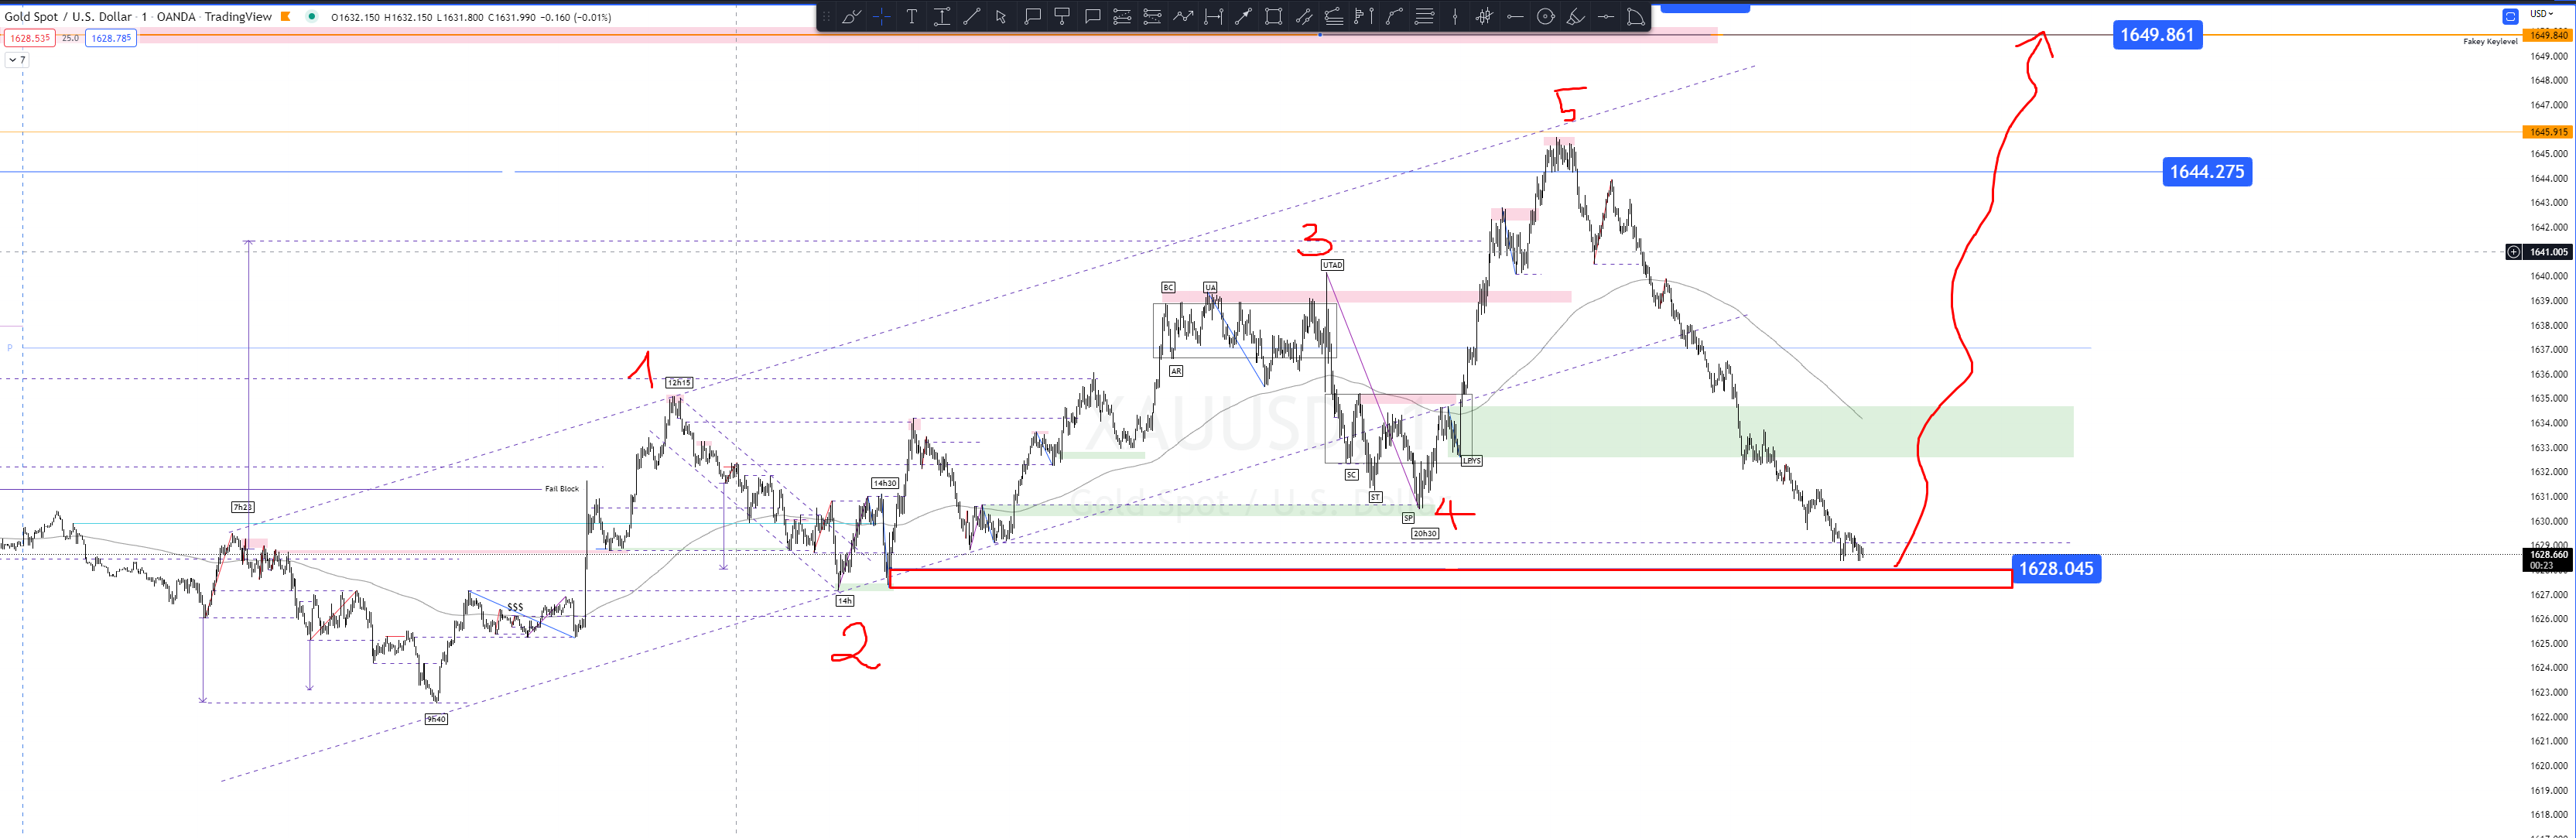 Gold Spot / U.S. Dollar · 1 · OANDA · TradingView O1632.150 H1632.150 L1631.800 C1631.990 −0.160 (−0.01%)
USD
1628.535 25.0 1628.785
7
1649.861
Fakey Keylevel
1649.840
1649.000
1648.000
1647.000
5
1645.915
1645.000
1644.275
1644.000
1643.000
1642.000
3
1641.005
UTAD
1640.000
BC
UA
1639.000
1638.000
P
1637.000
1
AR
1636.000
12h15
1635.000
XAUUSD, 1
1634.000
1633.000
LPYS
1632.000
SC
Fail Block
14h30
ST
1631.000
7h23
Gold Spot / U.S. Dollar
4
SP
1630.000
20h30
1629.000
1628.660
00:23
1628.045
1627.000
14h
$$$
1626.000
2
1625.000
1624.000
1623.000
9h40
1622.000
1621.000
1620.000
1619.000
1618.000